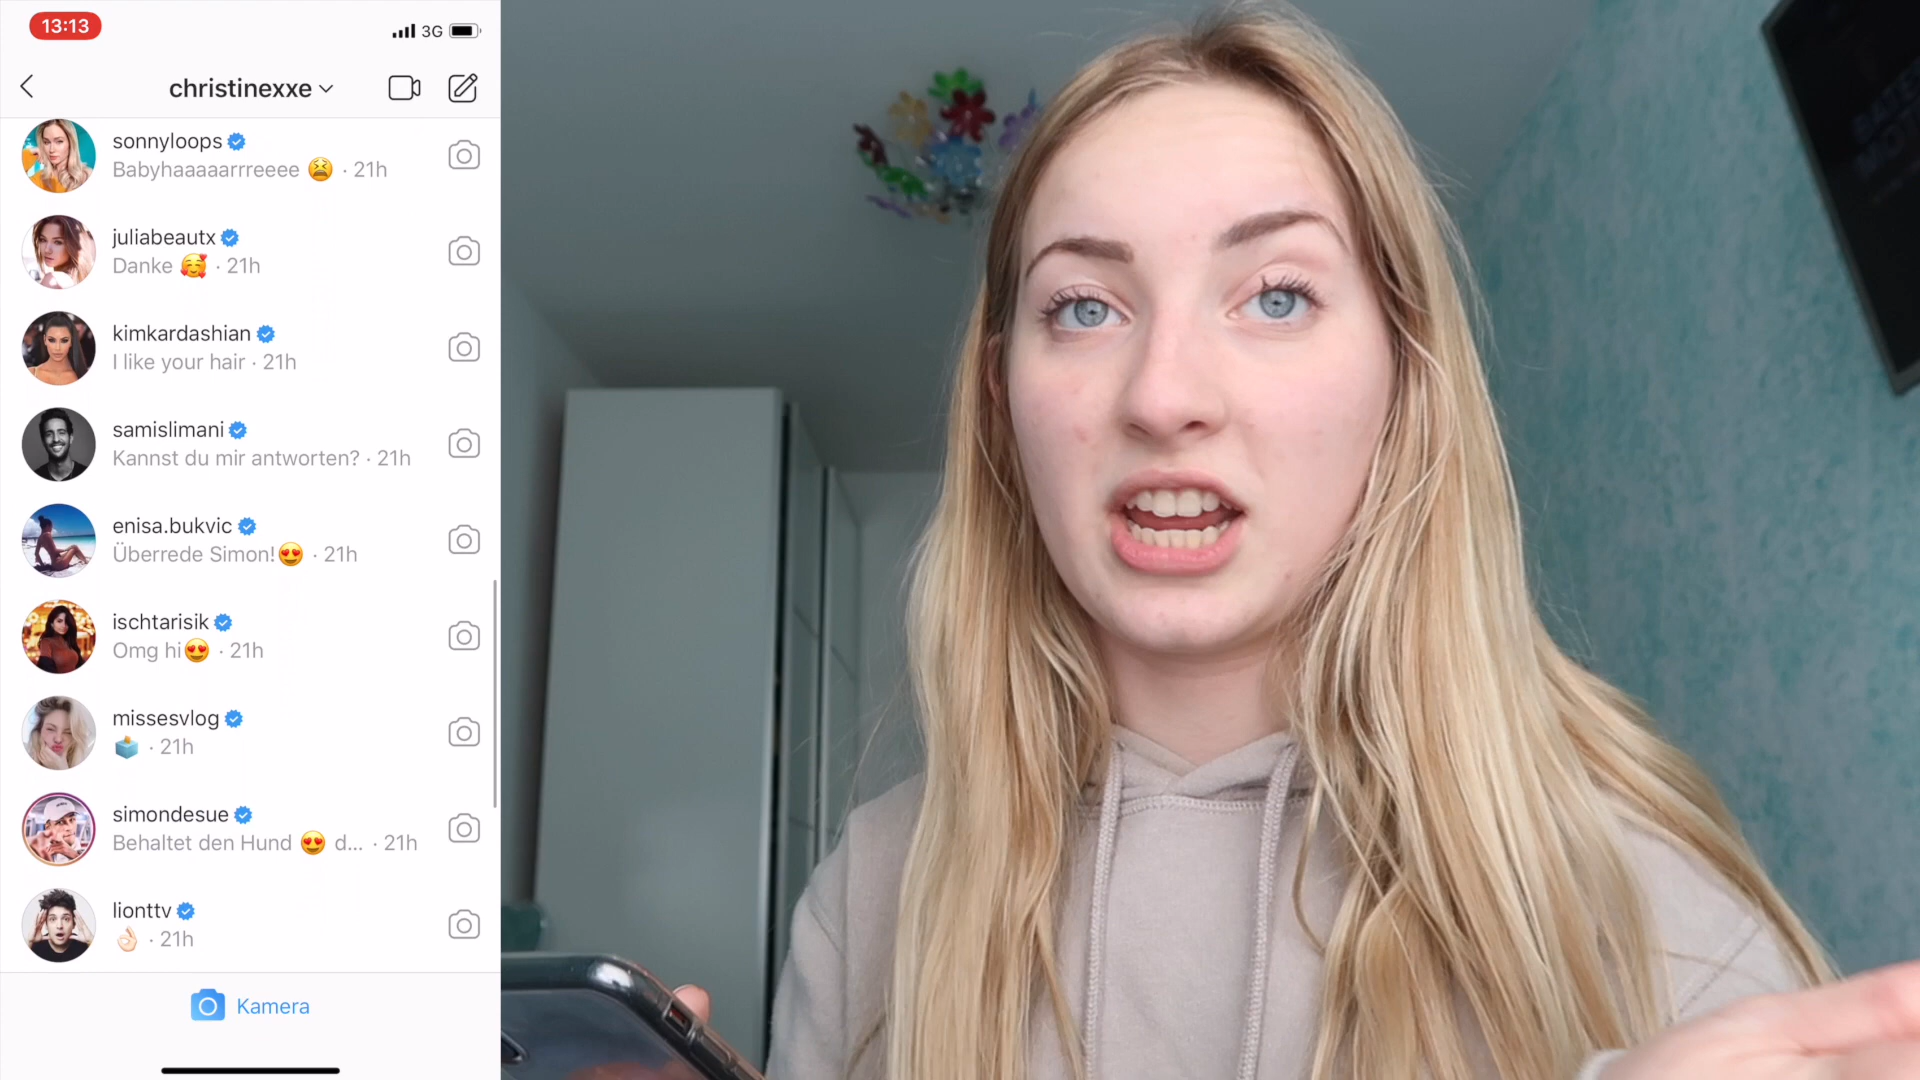 13:13
3G
christinexxe
sonnyloops
Babyhaaaaarrreeee 😫 · 21h
juliabeautx
Danke 🥰 · 21h
kimkardashian
I like your hair · 21h
samislimani
Kannst du mir antworten? · 21h
enisa.bukvic
Überrede Simon!😍 · 21h
ischtarisik
Omg hi😍 · 21h
missesvlog
🗳 · 21h
simondesue
Behaltet den Hund 😍 d... · 21h
lionttv
👌🏻 · 21h
Kamera